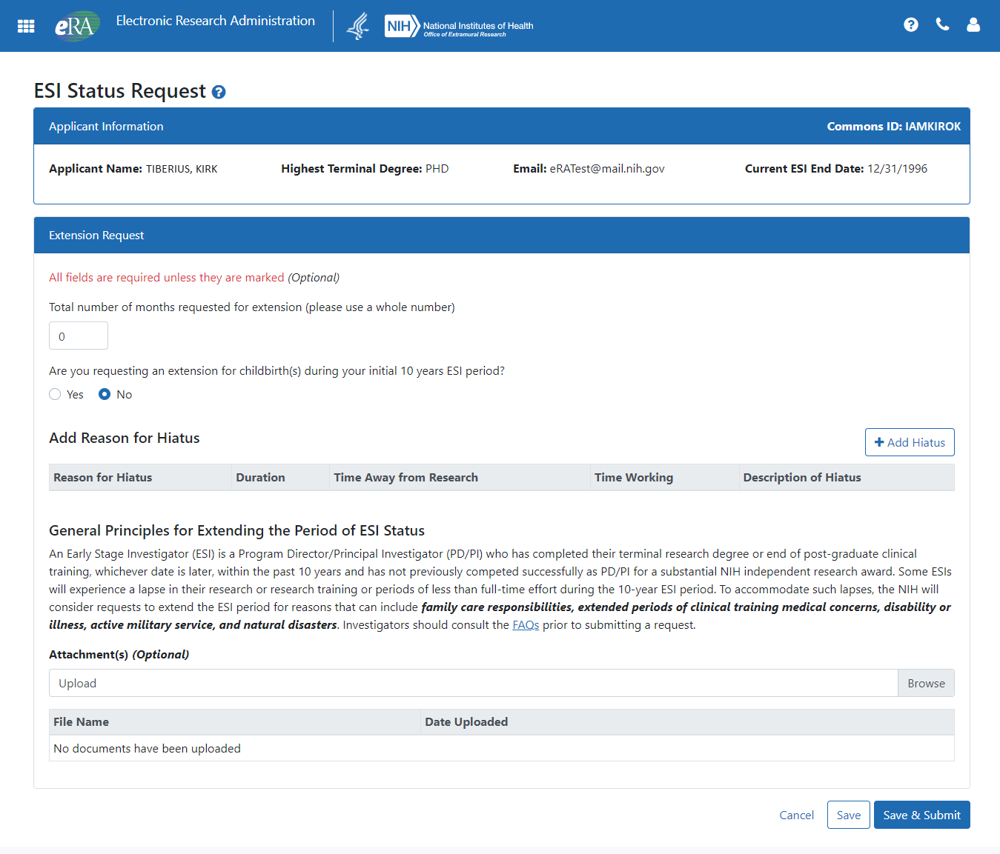 eRA Electronic Research Administration NIH National Institutes of Health
Office of Extramural Research
ESI Status Request
Applicant Information Commons ID: IAMKIROK
Applicant Name: TIBERIUS, KIRK Highest Terminal Degree: PHD Email: eRATest@mail.nih.gov Current ESI End Date: 12/31/1996
Extension Request
All fields are required unless they are marked (Optional)
Total number of months requested for extension (please use a whole number)
0
Are you requesting an extension for childbirth(s) during your initial 10 years ESI period?
Yes No
Add Reason for Hiatus
Add Hiatus
Reason for Hiatus Duration Time Away from Research Time Working Description of Hiatus
General Principles for Extending the Period of ESI Status
An Early Stage Investigator (ESI) is a Program Director/Principal Investigator (PD/PI) who has completed their terminal research degree or end of post-graduate clinical
training, whichever date is later, within the past 10 years and has not previously competed successfully as PD/PI for a substantial NIH independent research award. Some ESIs
will experience a lapse in their research or research training or periods of less than full-time effort during the 10-year ESI period. To accommodate such lapses, the NIH will
consider requests to extend the ESI period for reasons that can include family care responsibilities, extended periods of clinical training medical concerns, disability or
illness, active military service, and natural disasters. Investigators should consult the FAQs prior to submitting a request.
Attachment(s) (Optional)
Upload Browse
File Name Date Uploaded
No documents have been uploaded
Cancel Save Save & Submit